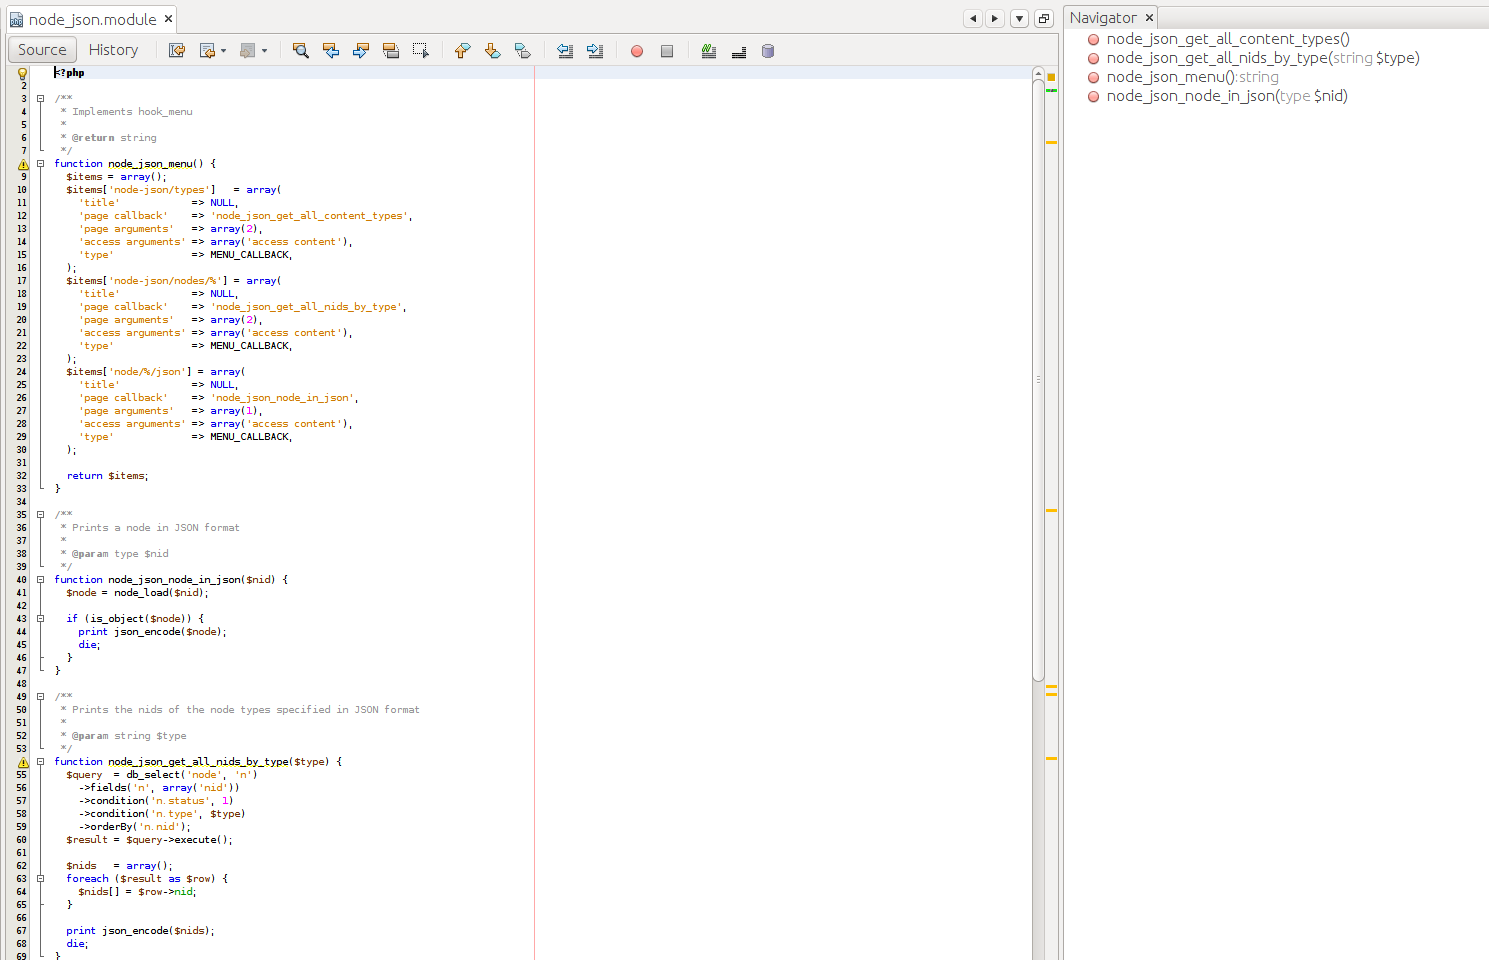 node_json.module
Source History
<?php
2
3 /**
4  * Implements hook_menu
5  *
6  * @return string
7  */
function node_json_menu() {
9   $items = array();
10   $items['node-json/types']   = array(
11     'title'            => NULL,
12     'page callback'    => 'node_json_get_all_content_types',
13     'page arguments'   => array(2),
14     'access arguments' => array('access content'),
15     'type'             => MENU_CALLBACK,
16   );
17   $items['node-json/nodes/%'] = array(
18     'title'            => NULL,
19     'page callback'    => 'node_json_get_all_nids_by_type',
20     'page arguments'   => array(2),
21     'access arguments' => array('access content'),
22     'type'             => MENU_CALLBACK,
23   );
24   $items['node/%/json'] = array(
25     'title'            => NULL,
26     'page callback'    => 'node_json_node_in_json',
27     'page arguments'   => array(1),
28     'access arguments' => array('access content'),
29     'type'             => MENU_CALLBACK,
30   );
31
32   return $items;
33 }
34
35 /**
36  * Prints a node in JSON format
37  *
38  * @param type $nid
39  */
40 function node_json_node_in_json($nid) {
41   $node = node_load($nid);
42
43   if (is_object($node)) {
44     print json_encode($node);
45     die;
46   }
47 }
48
49 /**
50  * Prints the nids of the node types specified in JSON format
51  *
52  * @param string $type
53  */
function node_json_get_all_nids_by_type($type) {
55   $query  = db_select('node', 'n')
56     ->fields('n', array('nid'))
57     ->condition('n.status', 1)
58     ->condition('n.type', $type)
59     ->orderBy('n.nid');
60   $result = $query->execute();
61
62   $nids   = array();
63   foreach ($result as $row) {
64     $nids[] = $row->nid;
65   }
66
67   print json_encode($nids);
68   die;
69 }
Navigator
node_json_get_all_content_types()
node_json_get_all_nids_by_type(string $type)
node_json_menu():string
node_json_node_in_json(type $nid)